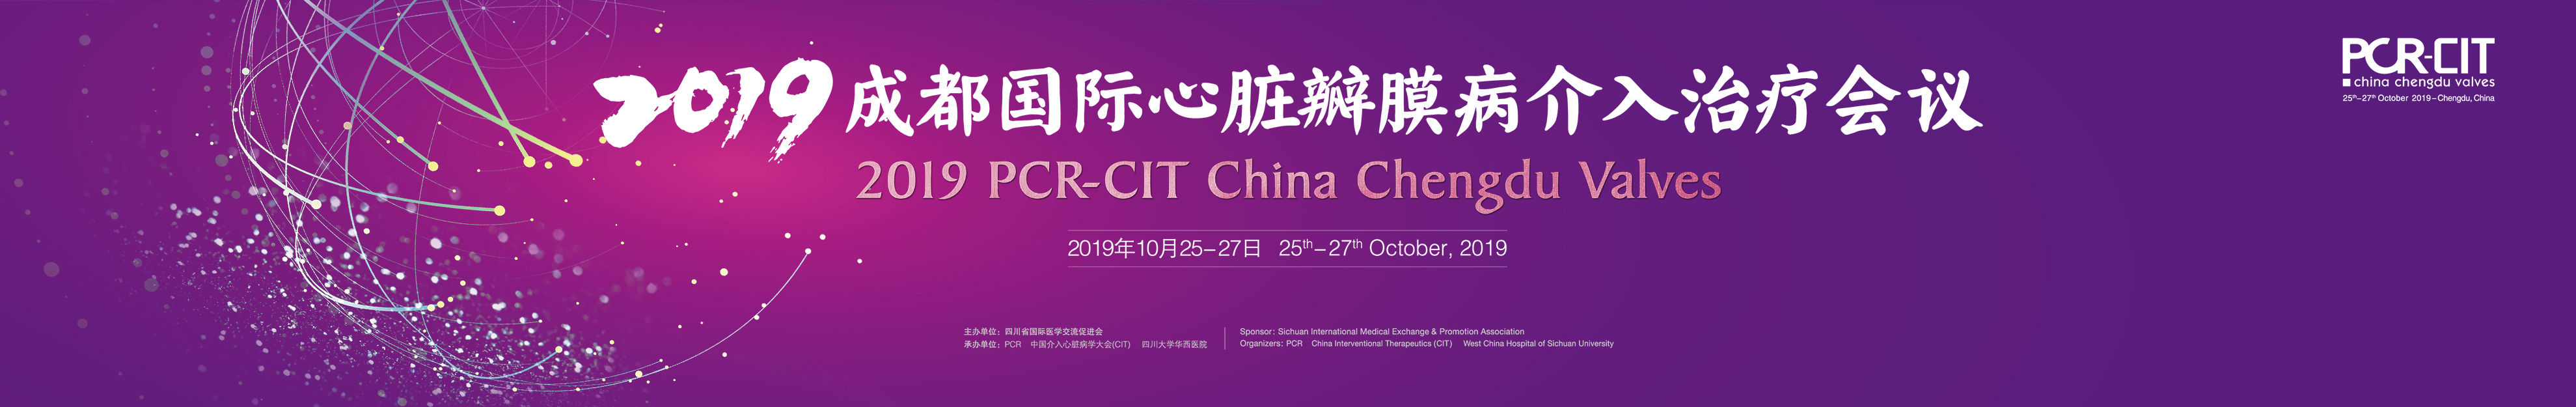 2019成都国际心脏瓣膜病介入治疗会议
2019 PCR-CIT China Chengdu Valves
2019年10月25–27日 25th–27th October, 2019
主办单位：四川省国际医学交流促进会
承办单位：PCR 中国介入心脏病学大会(CIT) 四川大学华西医院
Sponsor: Sichuan International Medical Exchange & Promotion Association
Organizers: PCR China Interventional Therapeutics (CIT) West China Hospital of Sichuan University
PCR-CIT
china chengdu valves
25th–27th October 2019–Chengdu, China